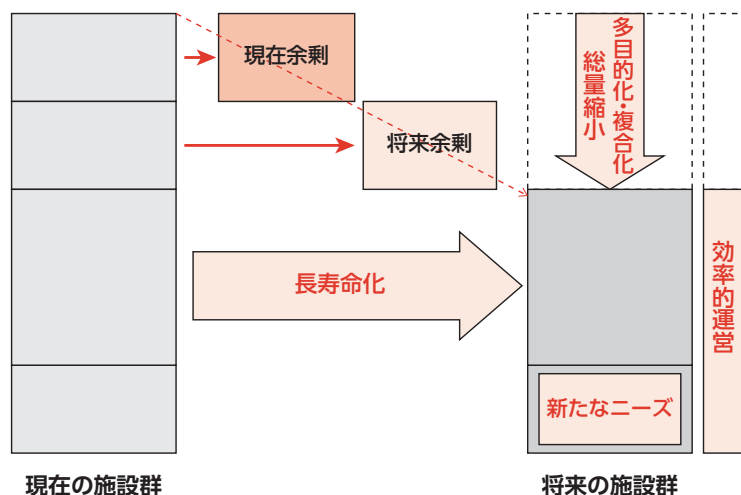 現在余剰
将来余剰
多目的化・複合化
総量縮小
長寿命化
効率的運営
新たなニーズ
現在の施設群
将来の施設群